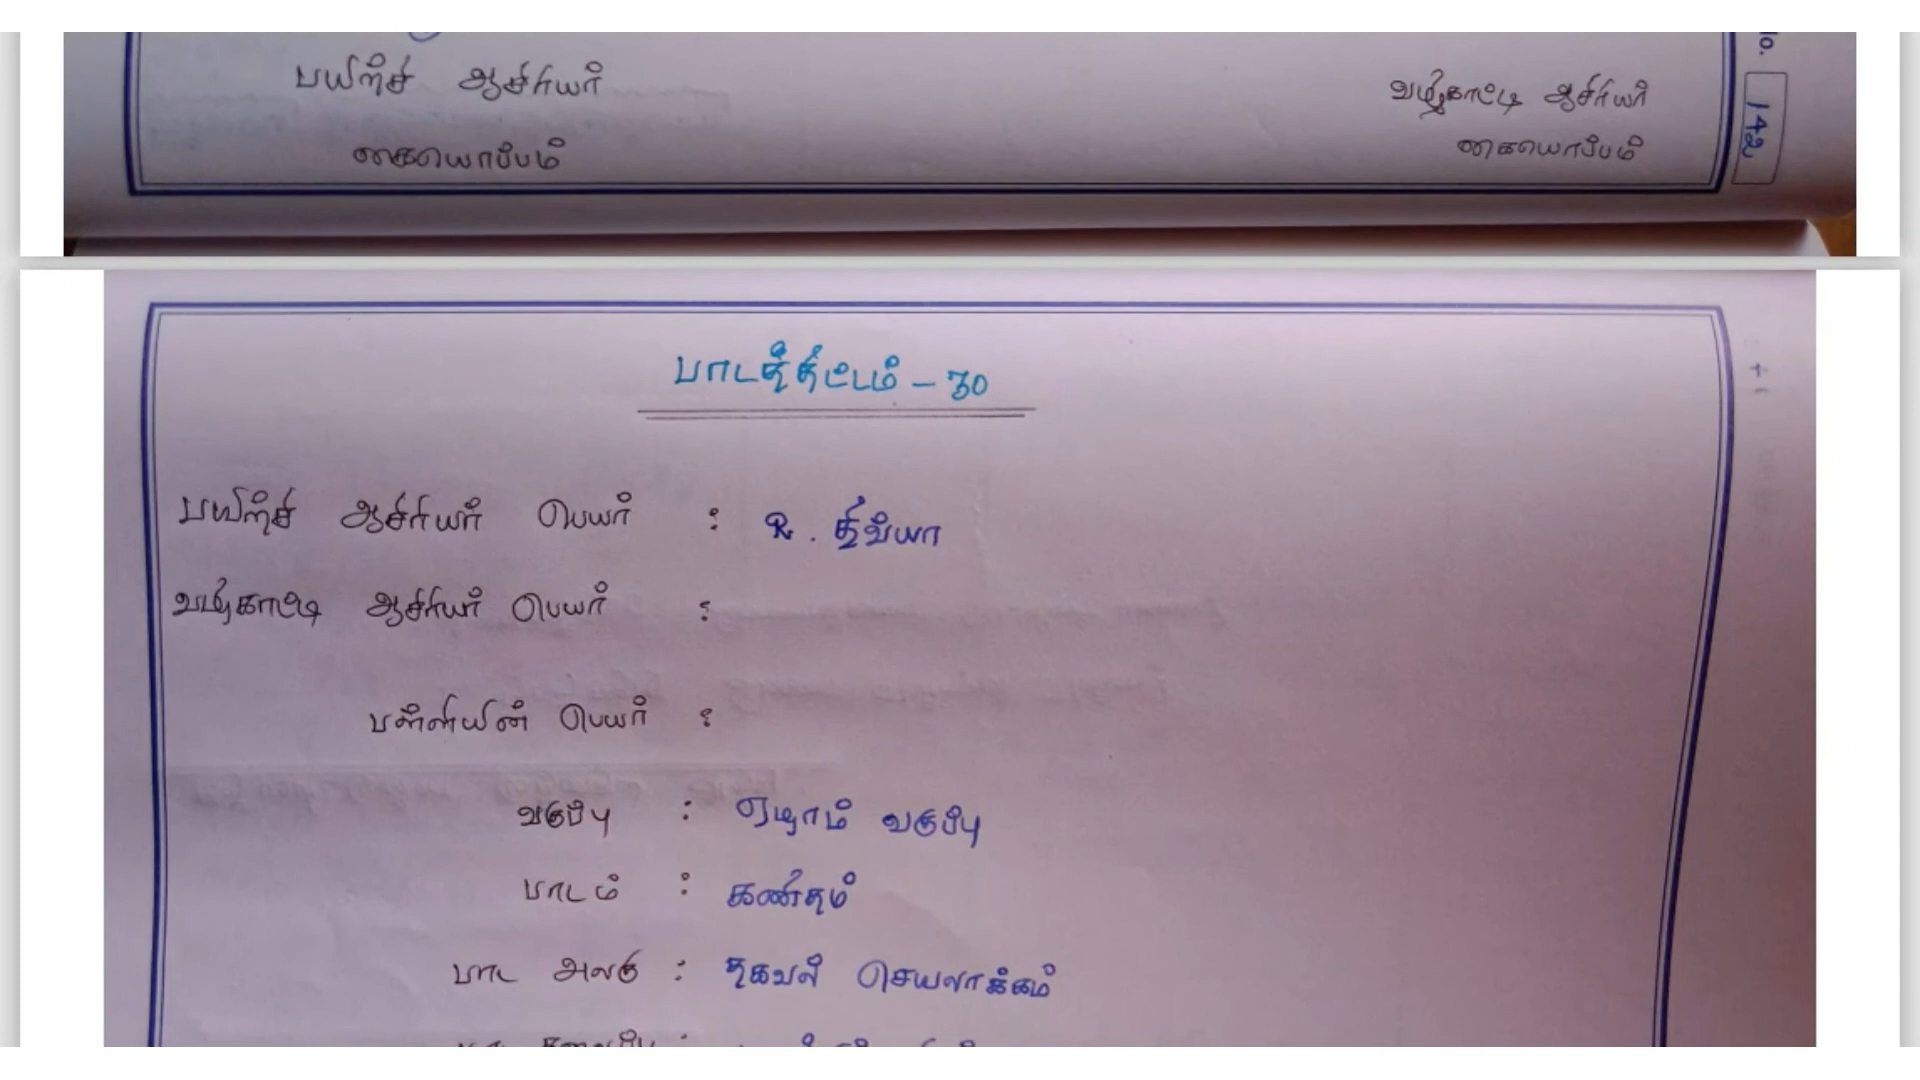 பயிற்சி ஆசிரியர் வழிகாட்டி ஆசிரியர்
கையொப்பம் கையொப்பம்
No. 142
பாடத்திட்டம் - 30
பயிற்சி ஆசிரியர் பெயர் : R. திவ்யா
வழிகாட்டி ஆசிரியர் பெயர் :
பள்ளியின் பெயர் :
வகுப்பு : ஏழாம் வகுப்பு
பாடம் : கணிதம்
பாட அலகு : தகவல் செயலாக்கம்